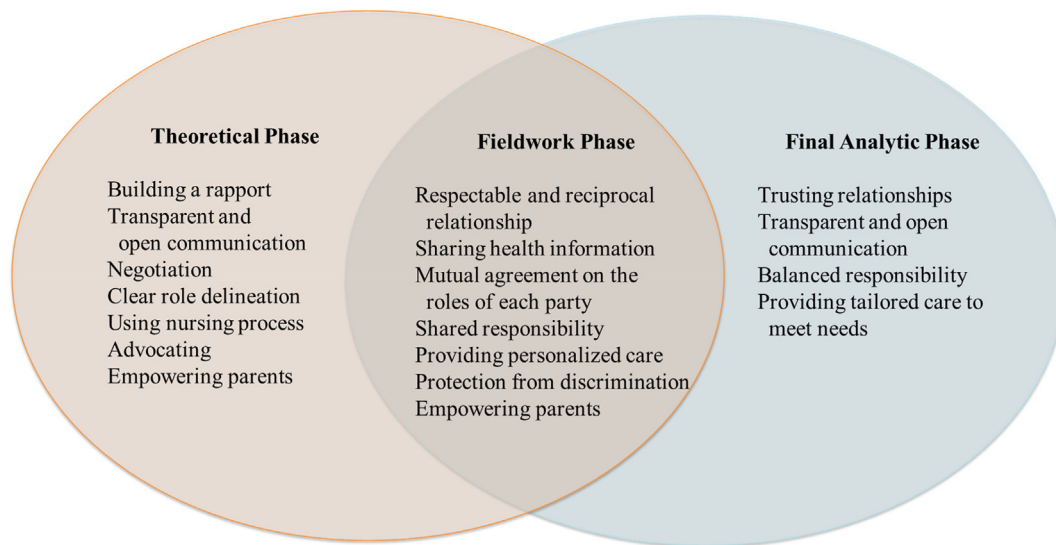 Theoretical Phase
Building a rapport
Transparent and
open communication
Negotiation
Clear role delineation
Using nursing process
Advocating
Empowering parents
Fieldwork Phase
Respectable and reciprocal
relationship
Sharing health information
Mutual agreement on the
roles of each party
Shared responsibility
Providing personalized care
Protection from discrimination
Empowering parents
Final Analytic Phase
Trusting relationships
Transparent and open
communication
Balanced responsibility
Providing tailored care to
meet needs